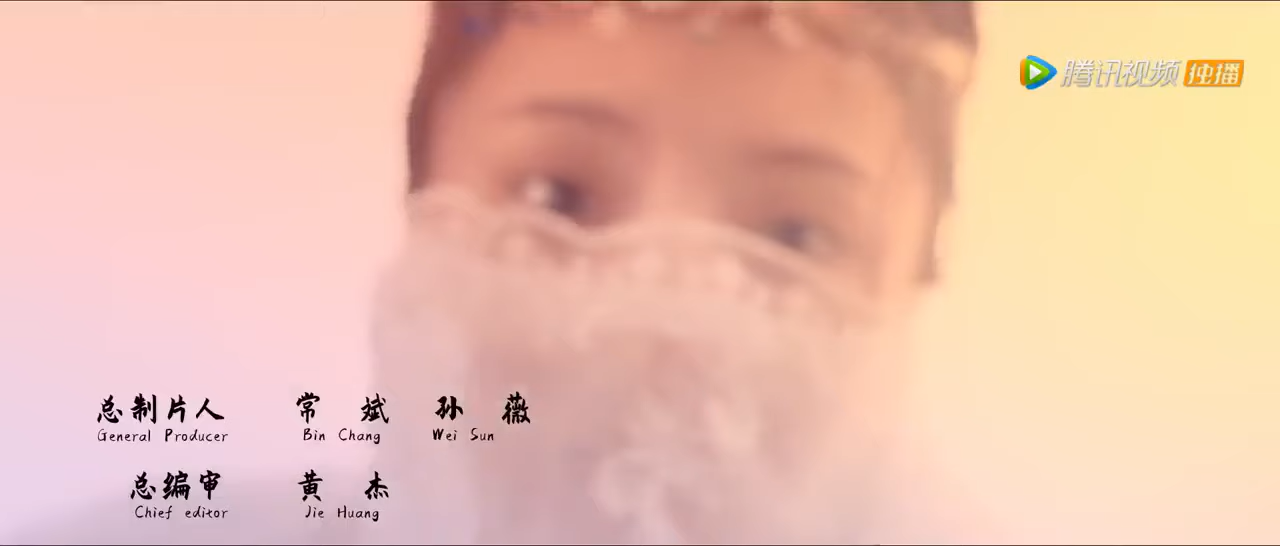 腾讯视频 独播
总制片人 常斌 孙薇
General Producer Bin Chang Wei Sun
总编审 黄杰
Chief editor Jie Huang